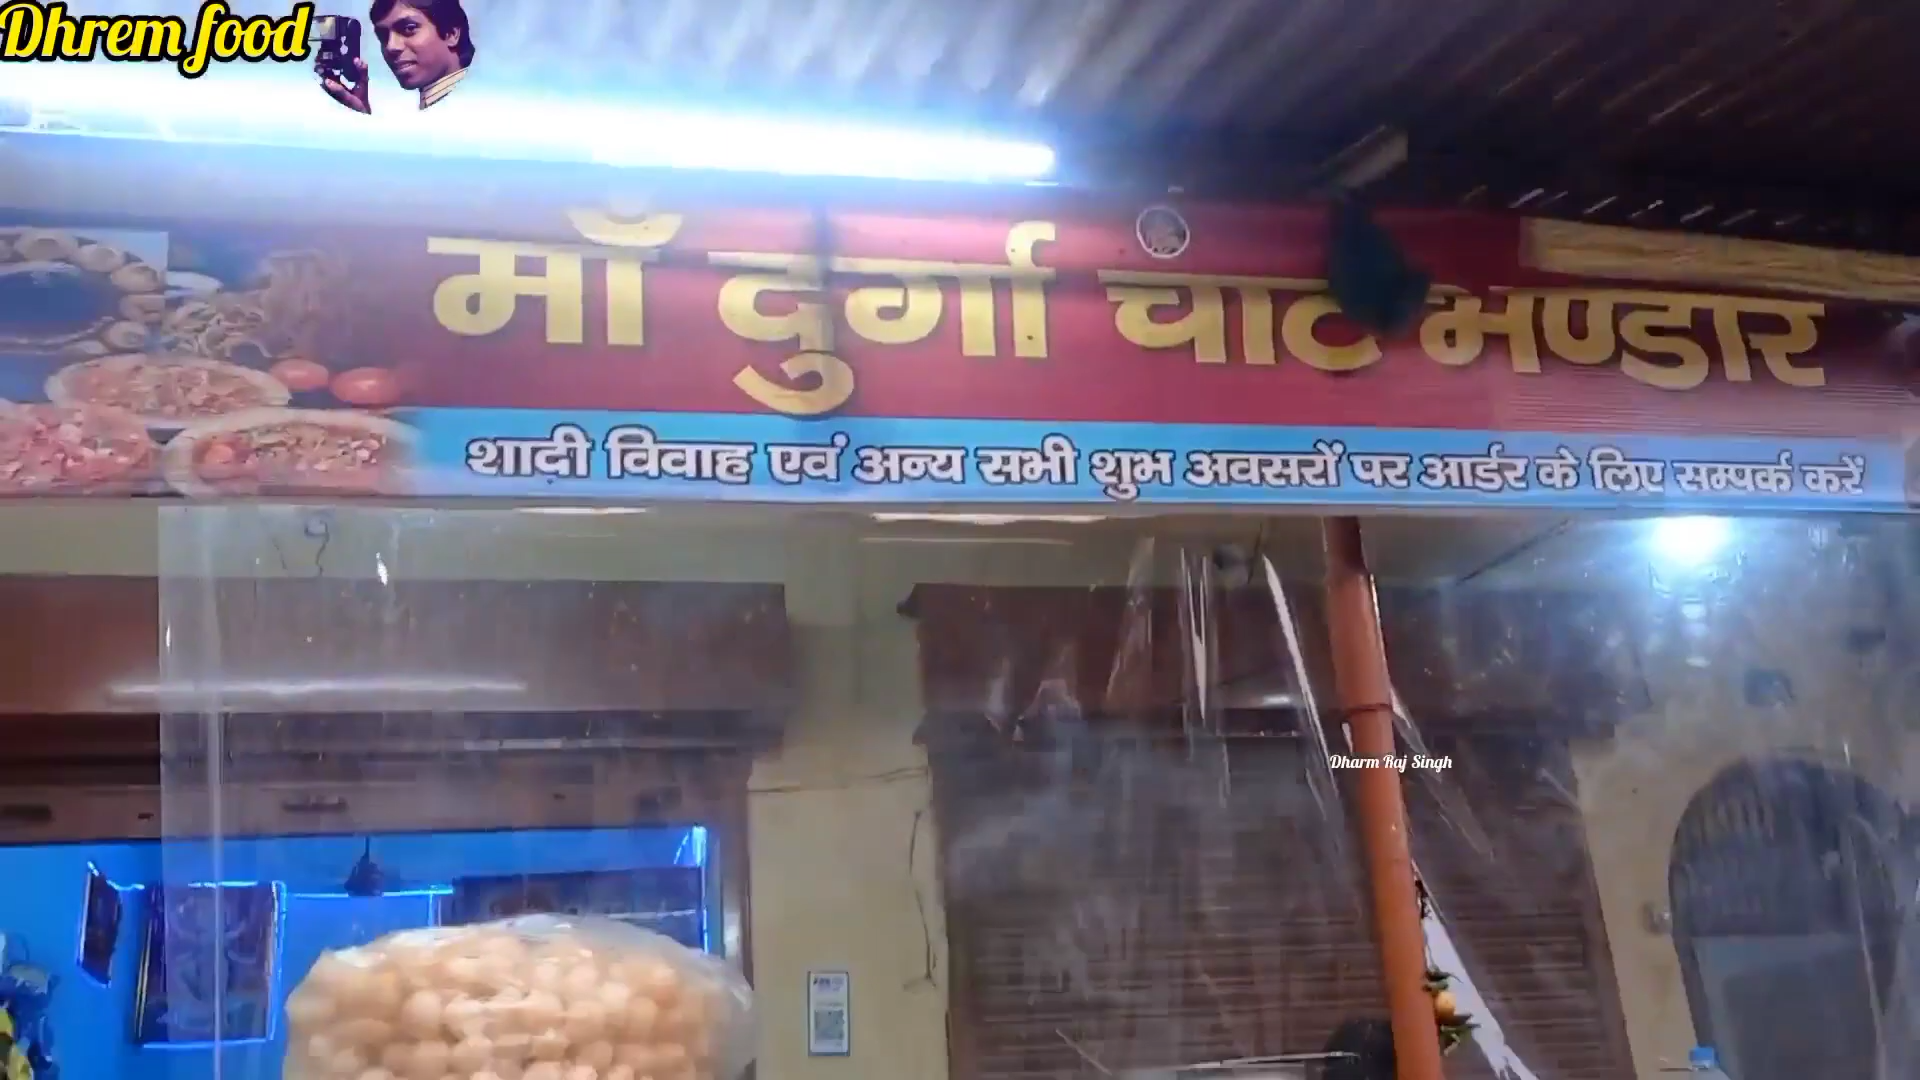 Dhrem food
माँ दुर्गा चांट भण्डार
शादी विवाह एवं अन्य सभी शुभ अवसरों पर आर्डर के लिए सम्पर्क करें
Dharm Raj Singh